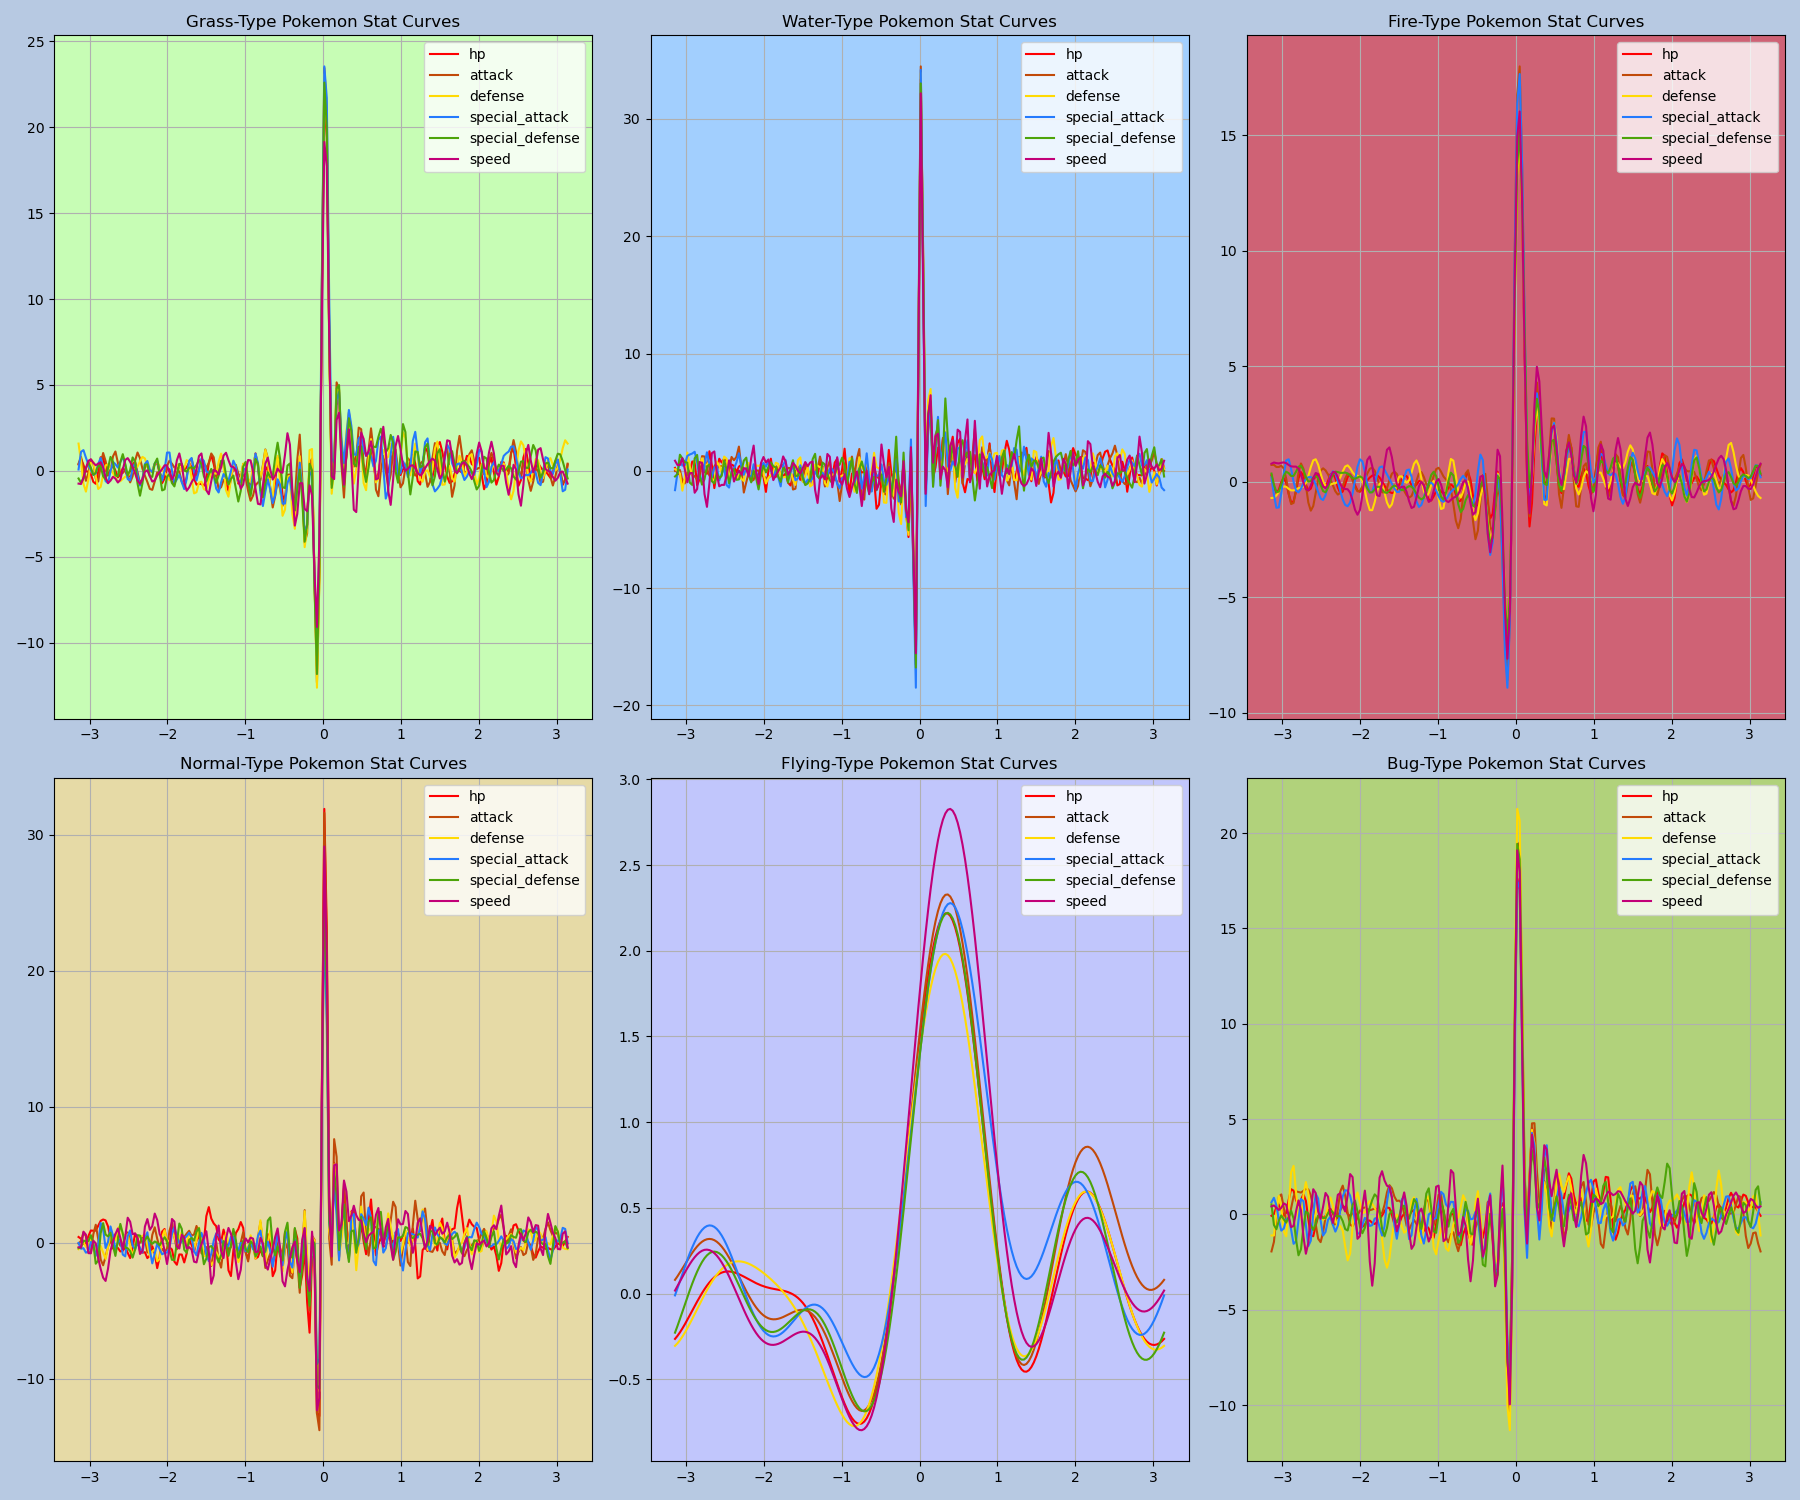 Grass-Type Pokemon Stat Curves
25
20
15
10
5
0
−5
−10
−3 −2 −1 0 1 2 3
hp
attack
defense
special_attack
special_defense
speed
Water-Type Pokemon Stat Curves
30
20
10
0
−10
−20
−3 −2 −1 0 1 2 3
hp
attack
defense
special_attack
special_defense
speed
Fire-Type Pokemon Stat Curves
15
10
5
0
−5
−10
−3 −2 −1 0 1 2 3
hp
attack
defense
special_attack
special_defense
speed
Normal-Type Pokemon Stat Curves
30
20
10
0
−10
−3 −2 −1 0 1 2 3
hp
attack
defense
special_attack
special_defense
speed
Flying-Type Pokemon Stat Curves
3.0
2.5
2.0
1.5
1.0
0.5
0.0
−0.5
−3 −2 −1 0 1 2 3
hp
attack
defense
special_attack
special_defense
speed
Bug-Type Pokemon Stat Curves
20
15
10
5
0
−5
−10
−3 −2 −1 0 1 2 3
hp
attack
defense
special_attack
special_defense
speed